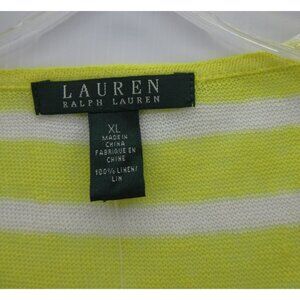 LAUREN
RALPH LAUREN
XL
MADE IN
CHINA
FABRIQUE EN
CHINE
100% LINEN/
LIN